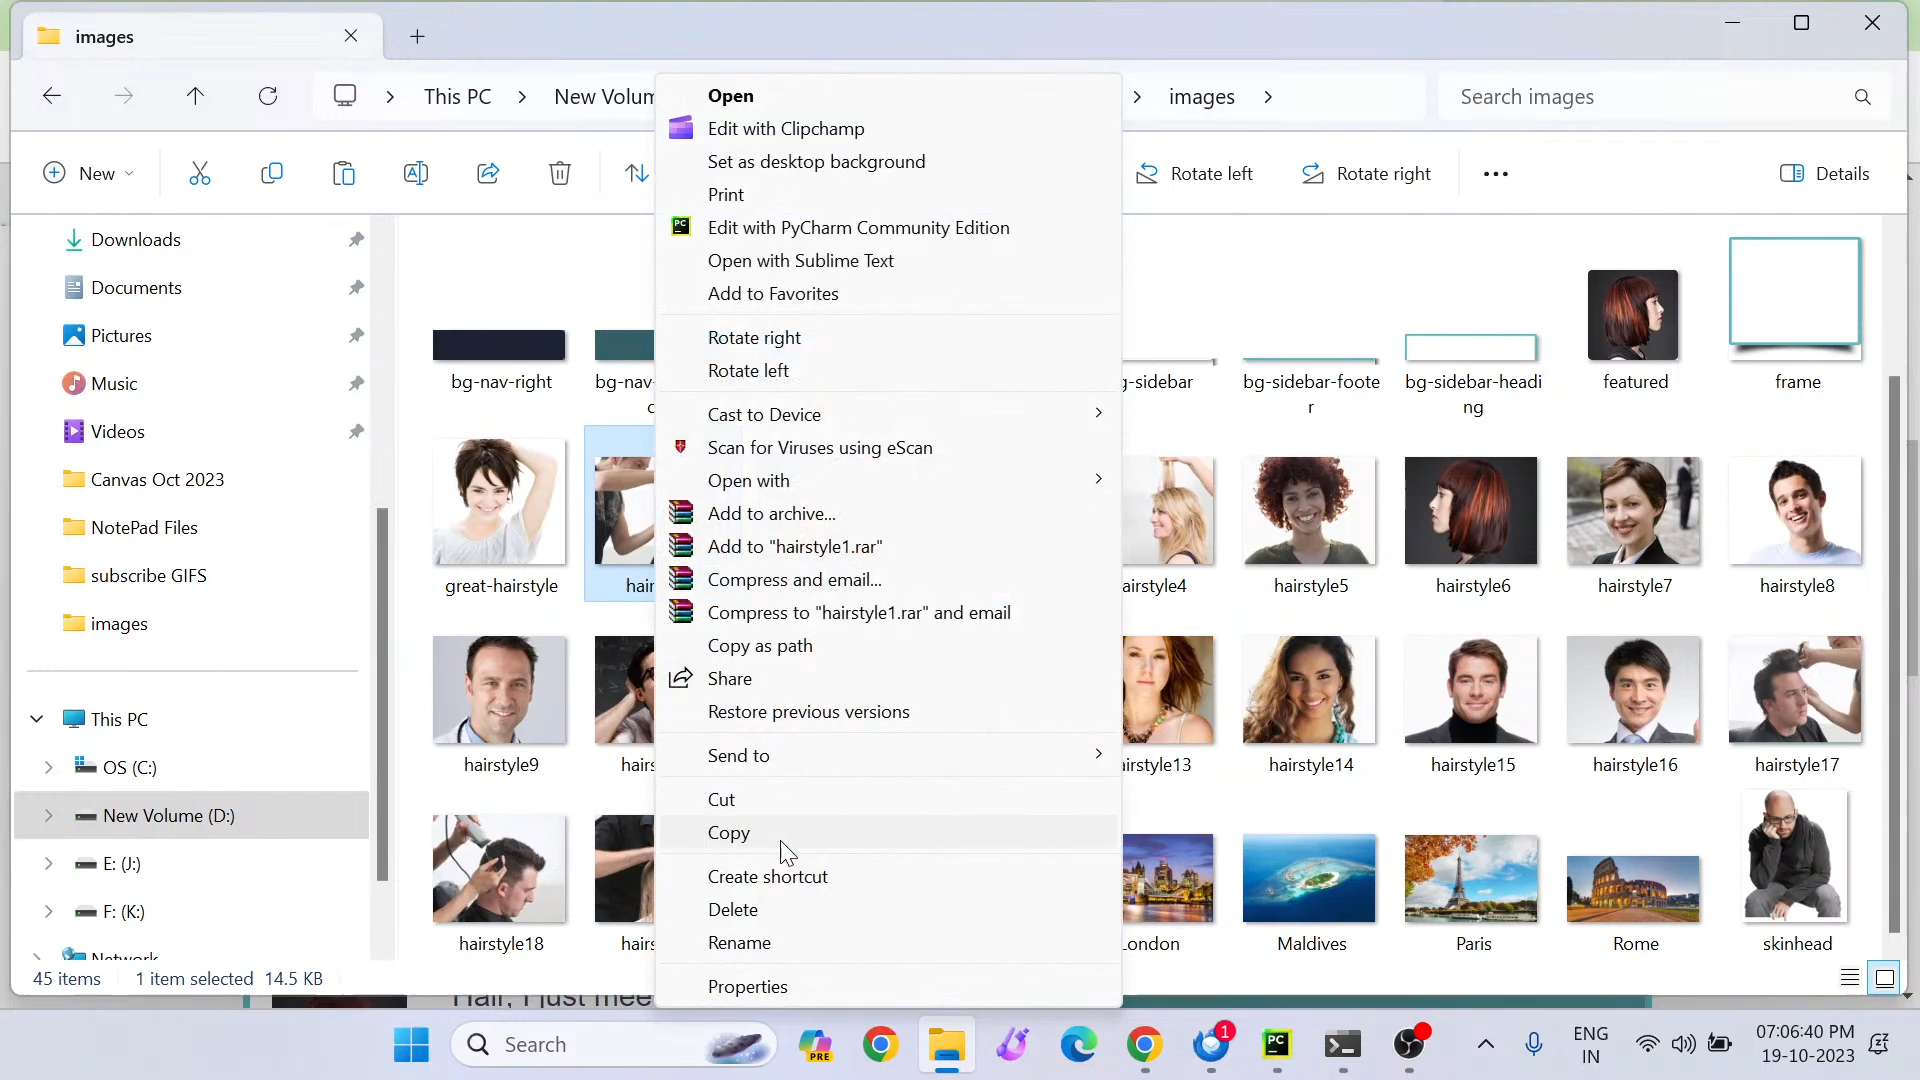 images
This PC
New Volum
images
Search images
New
Rotate left
Rotate right
Details
Downloads
Documents
Pictures
Music
Videos
Canvas Oct 2023
NotePad Files
subscribe GIFS
images
This PC
OS (C:)
New Volume (D:)
E: (J:)
F: (K:)
Network
45 items
1 item selected 14.5 KB
Open
Edit with Clipchamp
Set as desktop background
Print
PC
Edit with PyCharm Community Edition
Open with Sublime Text
Add to Favorites
Rotate right
Rotate left
Cast to Device
Scan for Viruses using eScan
Open with
Add to archive...
Add to "hairstyle1.rar"
Compress and email...
Compress to "hairstyle1.rar" and email
Copy as path
Share
Restore previous versions
Send to
Cut
Copy
Create shortcut
Delete
Rename
Properties
bg-nav-right
bg-nav-
g-sidebar
bg-sidebar-foote
r
bg-sidebar-headi
ng
featured
frame
great-hairstyle
hair
airstyle4
hairstyle5
hairstyle6
hairstyle7
hairstyle8
hairstyle9
hairs
irstyle13
hairstyle14
hairstyle15
hairstyle16
hairstyle17
hairstyle18
hairs
London
Maldives
Paris
Rome
skinhead
Hair, I just mee
Search
PRE
1
PC
ENG
IN
07:06:40 PM
19-10-2023